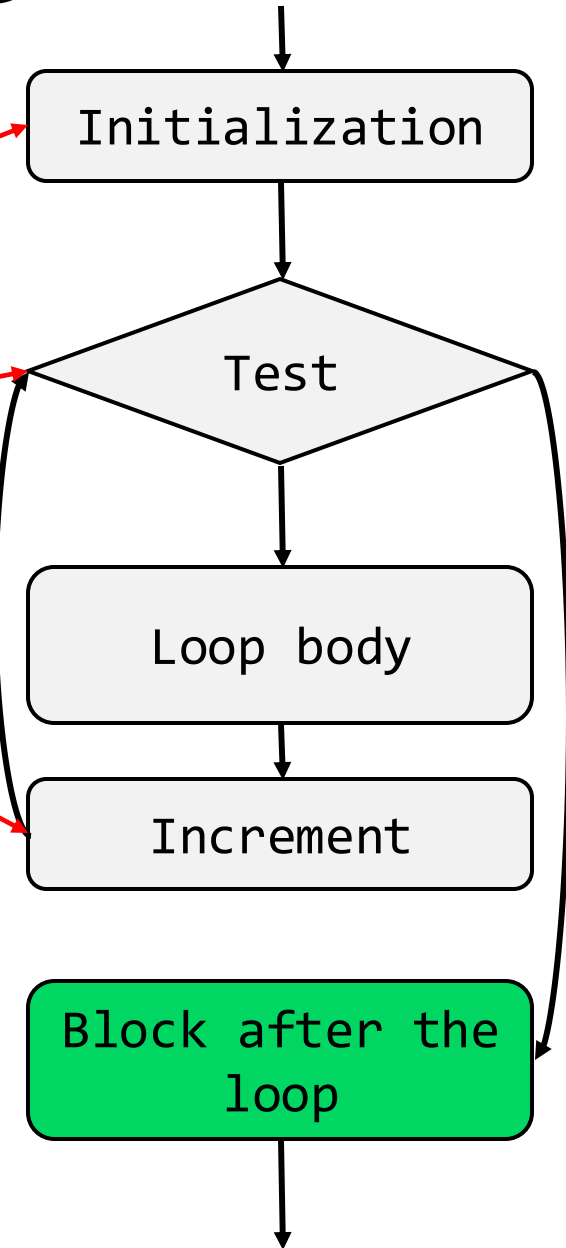 Initialization
Test
Loop body
Increment
Block after the
loop